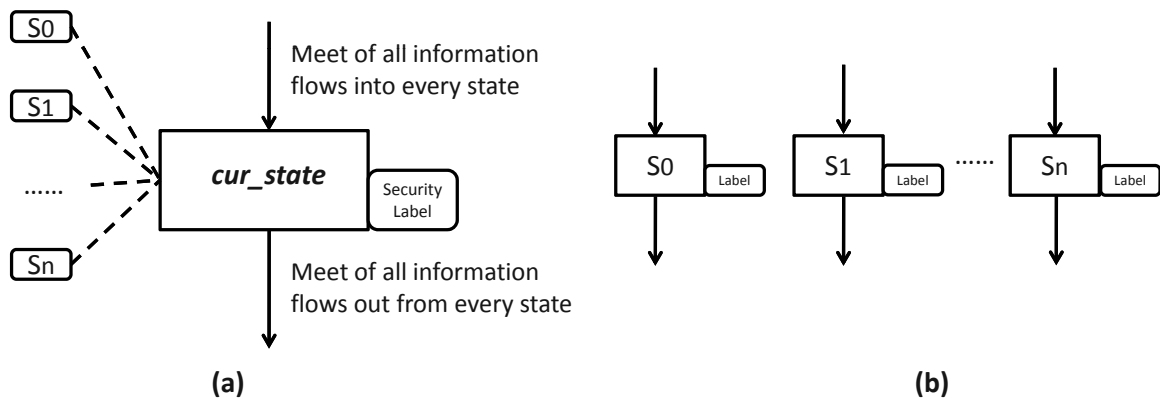 S0
S1
......
Sn
Meet of all information
flows into every state
cur_state
Security
Label
Meet of all information
flows out from every state
(a)
S0
Label
S1
Label
......
Sn
Label
(b)